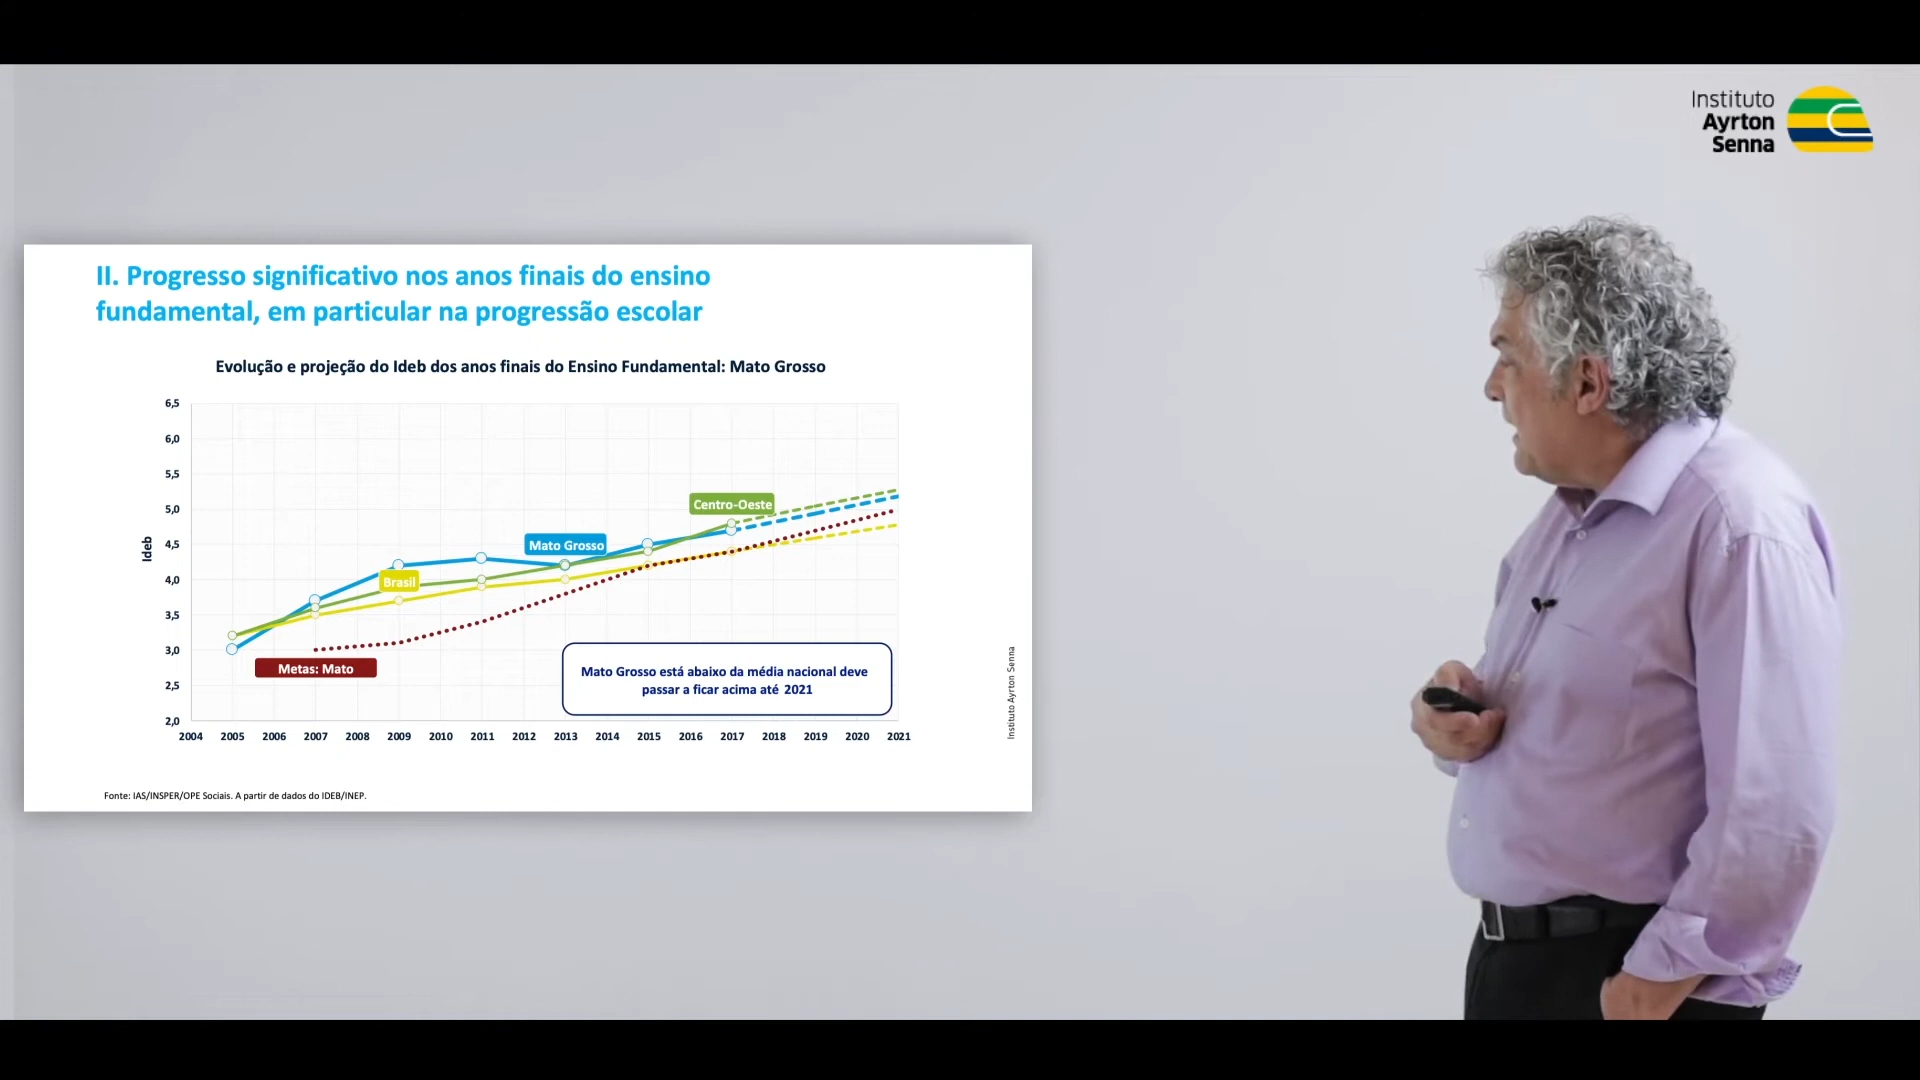 Instituto
Ayrton
Senna
II. Progresso significativo nos anos finais do ensino
fundamental, em particular na progressão escolar
Evolução e projeção do Ideb dos anos finais do Ensino Fundamental: Mato Grosso
6,5
6,0
5,5
5,0
4,5
4,0
3,5
3,0
2,5
2,0
Ideb
Centro-Oeste
Mato Grosso
Brasil
Metas: Mato
Mato Grosso está abaixo da média nacional deve
passar a ficar acima até 2021
2004 2005 2006 2007 2008 2009 2010 2011 2012 2013 2014 2015 2016 2017 2018 2019 2020 2021
Instituto Ayrton Senna
Fonte: IAS/INSPER/OPE Sociais. A partir de dados do IDEB/INEP.